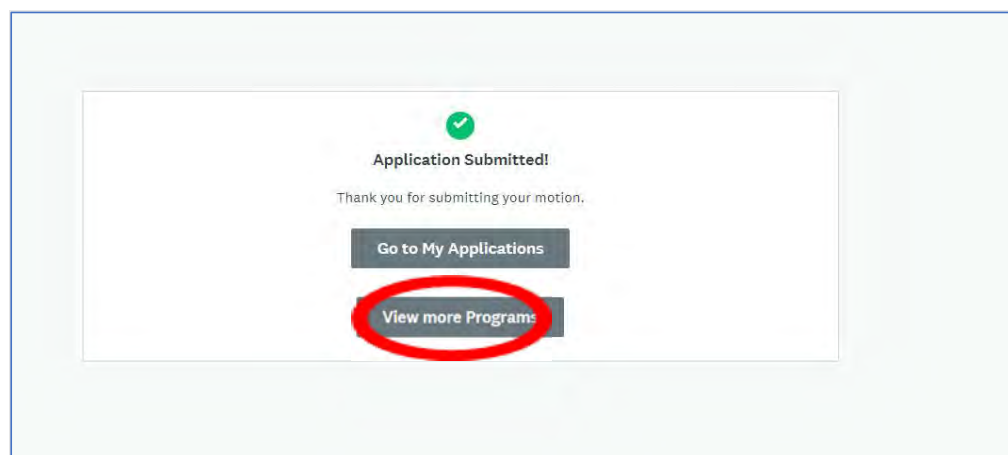 Application Submitted!
Thank you for submitting your motion.
Go to My Applications
View more Programs